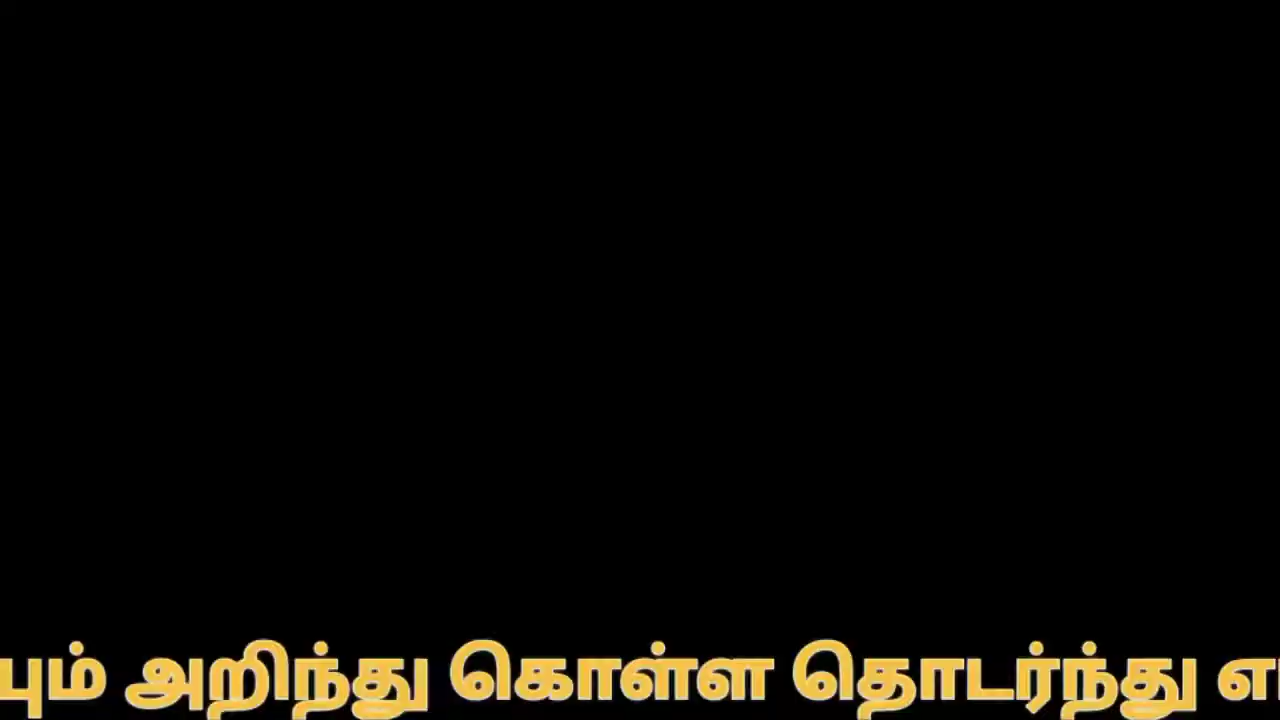 யும் அறிந்து கொள்ள தொடர்ந்து எ